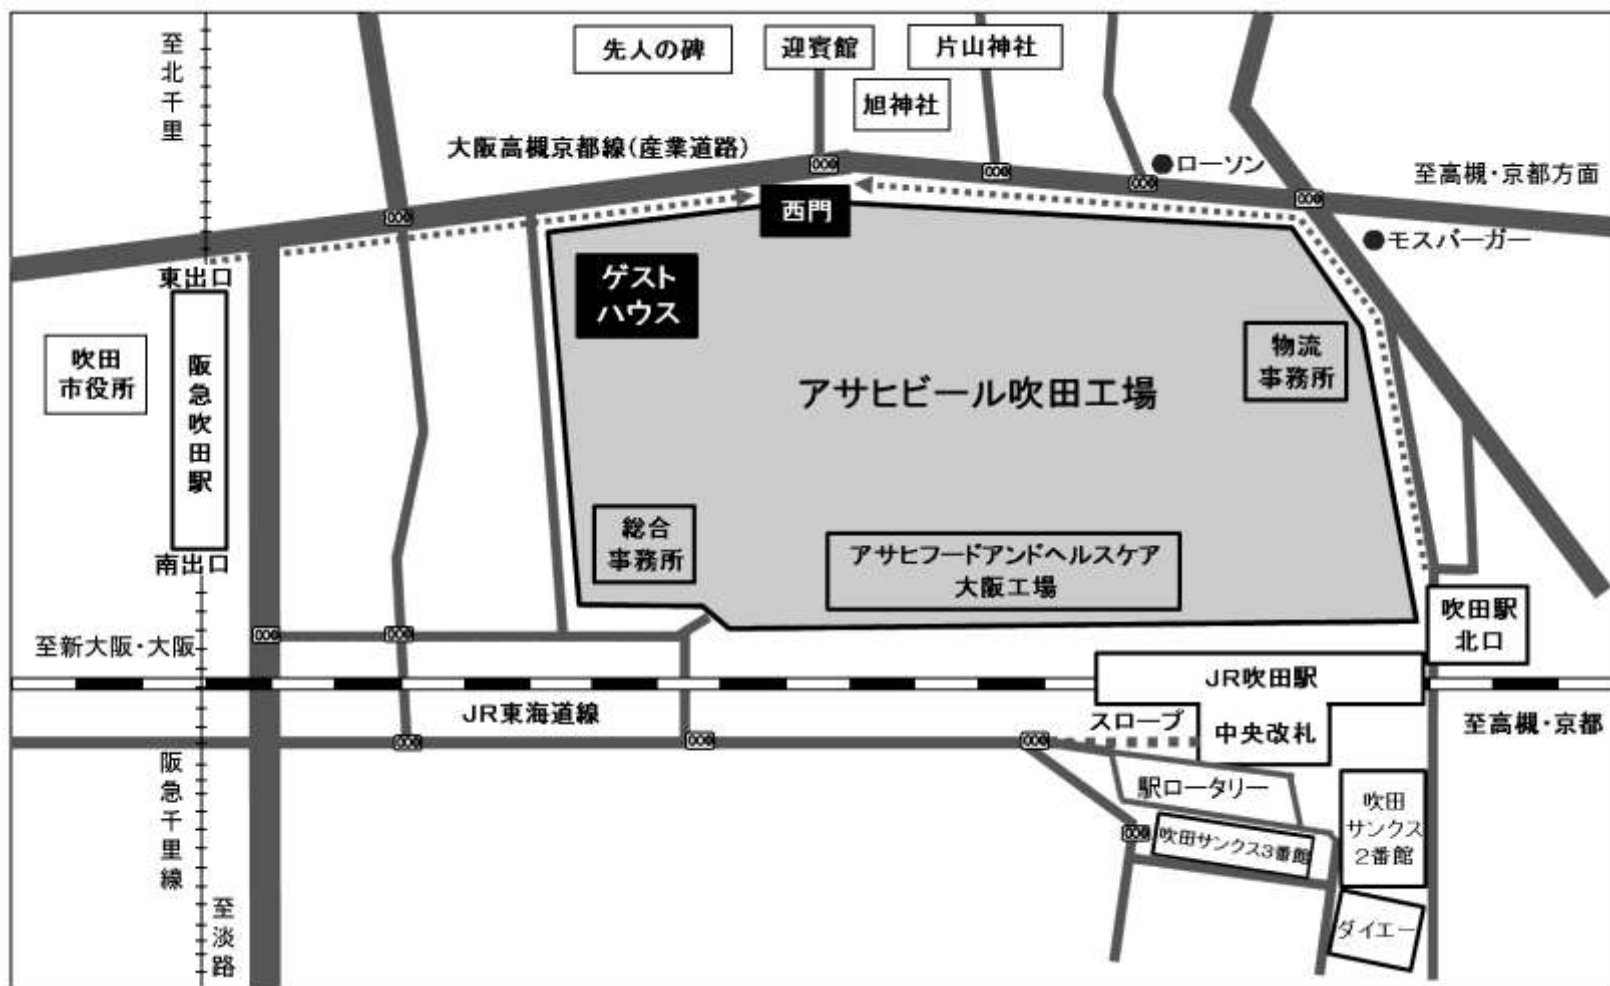 至北千里
先人の碑
迎賓館
片山神社
旭神社
大阪高槻京都線(産業道路)
ローソン
至高槻・京都方面
西門
モスバーガー
東出口
ゲスト
ハウス
吹田
市役所
阪急吹田駅
物流
事務所
アサヒビール吹田工場
総合
事務所
アサヒフードアンドヘルスケア
大阪工場
南出口
吹田駅
北口
至新大阪・大阪
JR吹田駅
JR東海道線
スロープ
中央改札
至高槻・京都
阪急千里線
駅ロータリー
吹田
サンクス
2番館
吹田サンクス3番館
至淡路
ダイエー